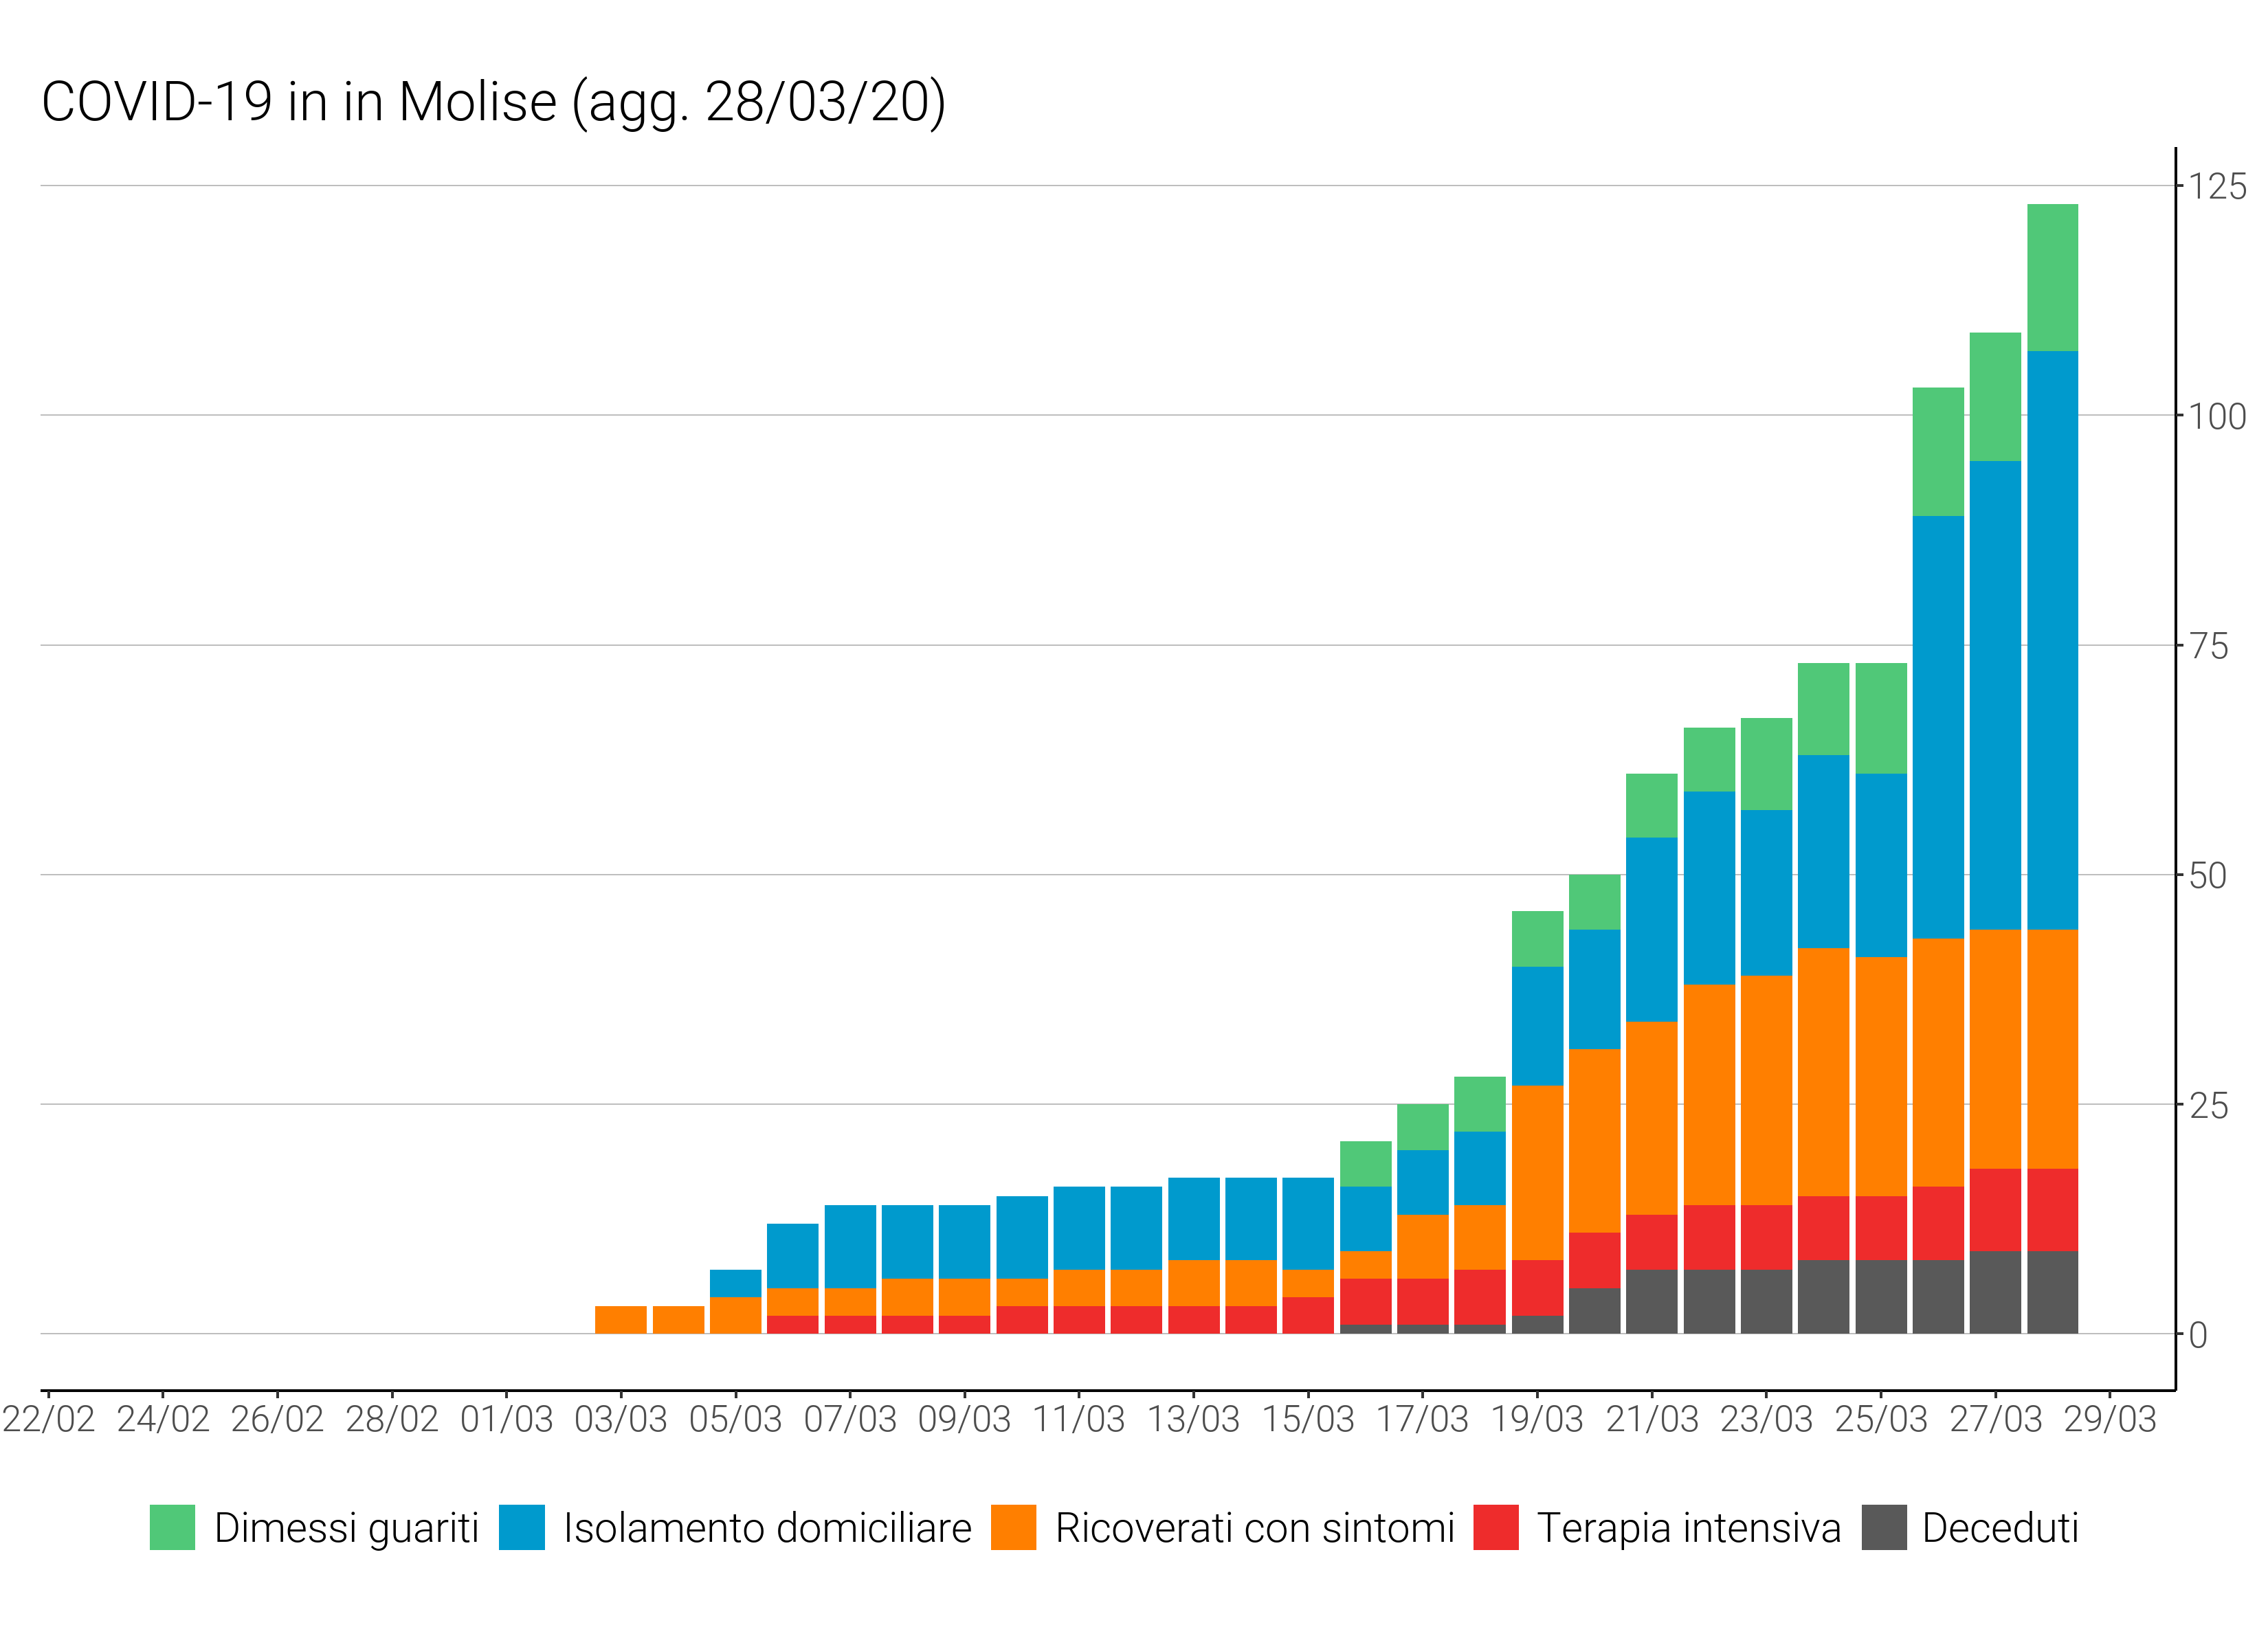 COVID-19 in in Molise (agg. 28/03/20)
125
100
75
50
25
0
22/02 24/02 26/02 28/02 01/03 03/03 05/03 07/03 09/03 11/03 13/03 15/03 17/03 19/03 21/03 23/03 25/03 27/03 29/03
Dimessi guariti Isolamento domiciliare Ricoverati con sintomi Terapia intensiva Deceduti